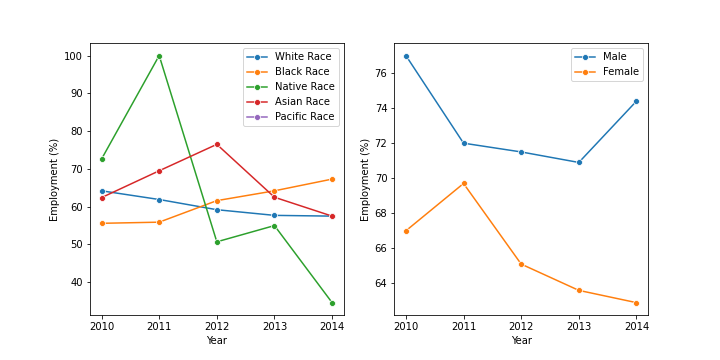 100
90
80
70
60
50
40
Employment (%)
2010 2011 2012 2013 2014
Year
White Race
Black Race
Native Race
Asian Race
Pacific Race
76
74
72
70
68
66
64
Employment (%)
2010 2011 2012 2013 2014
Year
Male
Female